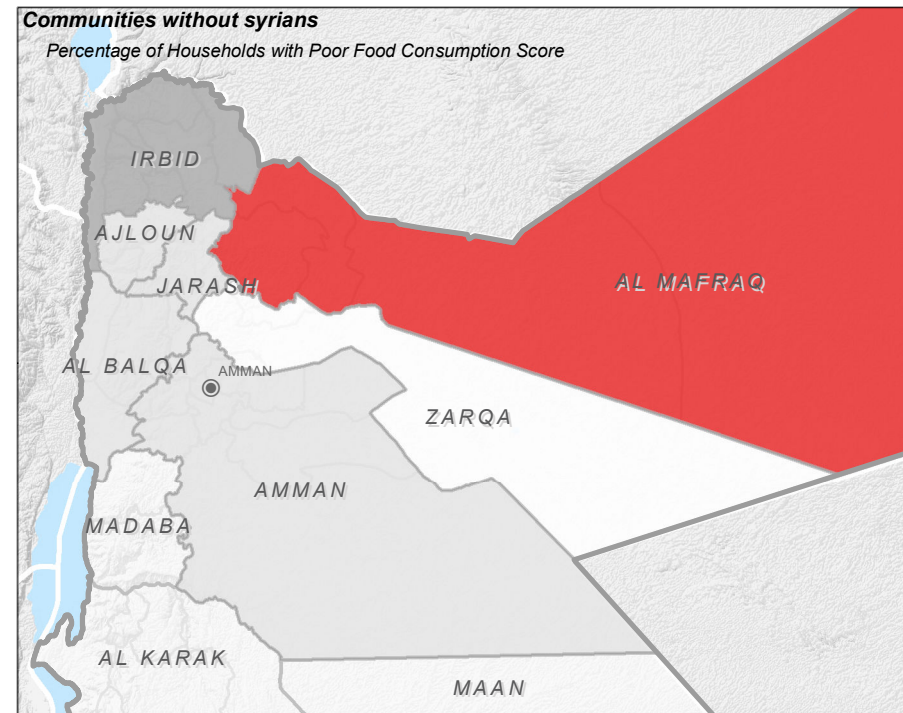 Communities without syrians
Percentage of Households with Poor Food Consumption Score
IRBID
AJLOUN
JARASH
AL MAFRAQ
AL BALQA
AMMAN
ZARQA
AMMAN
MADABA
AL KARAK
MAAN